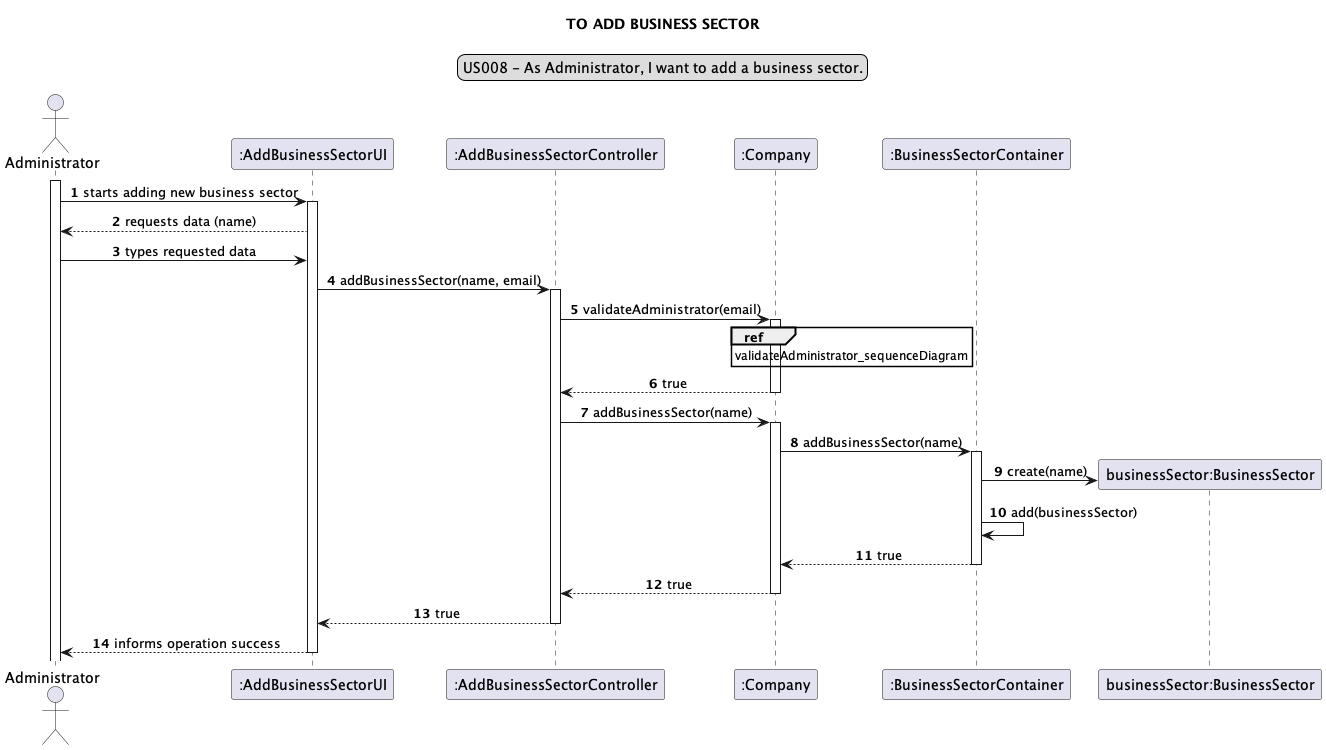 TO ADD BUSINESS SECTOR
US008 – As Administrator, I want to add a business sector.
Administrator
:AddBusinessSectorUI
:AddBusinessSectorController
:Company
:BusinessSectorContainer
1 starts adding new business sector
2 requests data (name)
3 types requested data
4 addBusinessSector(name, email)
5 validateAdministrator(email)
ref
validateAdministrator_sequenceDiagram
6 true
7 addBusinessSector(name)
8 addBusinessSector(name)
9 create(name)
businessSector:BusinessSector
10 add(businessSector)
11 true
12 true
13 true
14 informs operation success
Administrator
:AddBusinessSectorUI
:AddBusinessSectorController
:Company
:BusinessSectorContainer
businessSector:BusinessSector